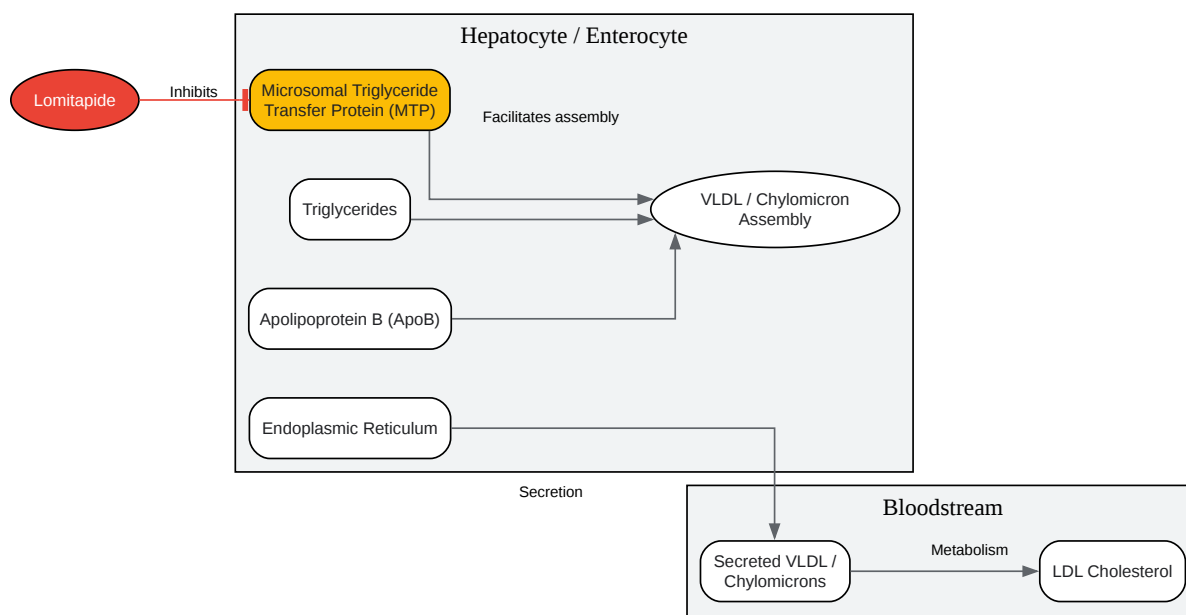 Hepatocyte / Enterocyte
Lomitapide
Inhibits
Microsomal Triglyceride
Transfer Protein (MTP)
Facilitates assembly
Triglycerides
VLDL / Chylomicron
Assembly
Apolipoprotein B (ApoB)
Endoplasmic Reticulum
Secretion
Bloodstream
Secreted VLDL /
Chylomicrons
Metabolism
LDL Cholesterol